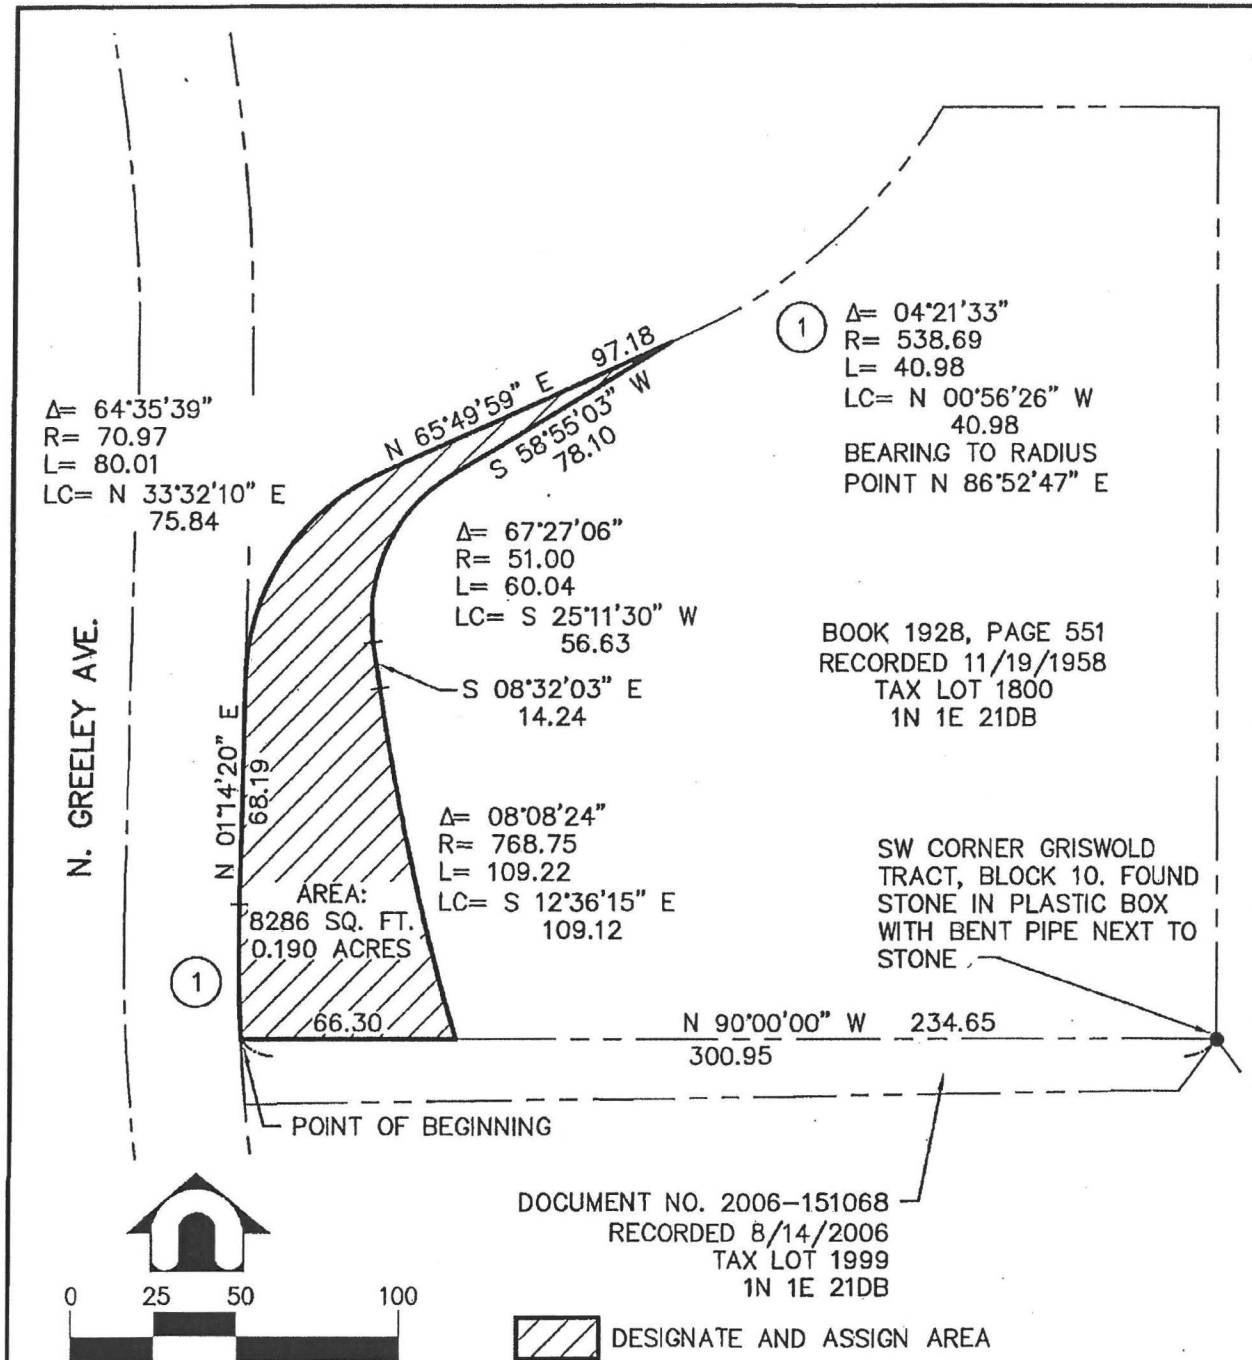 97.18
N 65°49'59" E
S 58°55'03" W
78.10
1
Δ= 04°21'33"
R= 538.69
L= 40.98
LC= N 00°56'26" W
40.98
BEARING TO RADIUS
POINT N 86°52'47" E
Δ= 64°35'39"
R= 70.97
L= 80.01
LC= N 33°32'10" E
75.84
Δ= 67°27'06"
R= 51.00
L= 60.04
LC= S 25°11'30" W
56.63
S 08°32'03" E
14.24
BOOK 1928, PAGE 551
RECORDED 11/19/1958
TAX LOT 1800
1N 1E 21DB
N. GREELEY AVE.
N 01°14'20" E
68.19
Δ= 08°08'24"
R= 768.75
L= 109.22
LC= S 12°36'15" E
109.12
AREA:
8286 SQ. FT.
0.190 ACRES
SW CORNER GRISWOLD
TRACT, BLOCK 10. FOUND
STONE IN PLASTIC BOX
WITH BENT PIPE NEXT TO
STONE
1
66.30
N 90°00'00" W 234.65
300.95
POINT OF BEGINNING
DOCUMENT NO. 2006-151068
RECORDED 8/14/2006
TAX LOT 1999
1N 1E 21DB
0 25 50 100
DESIGNATE AND ASSIGN AREA